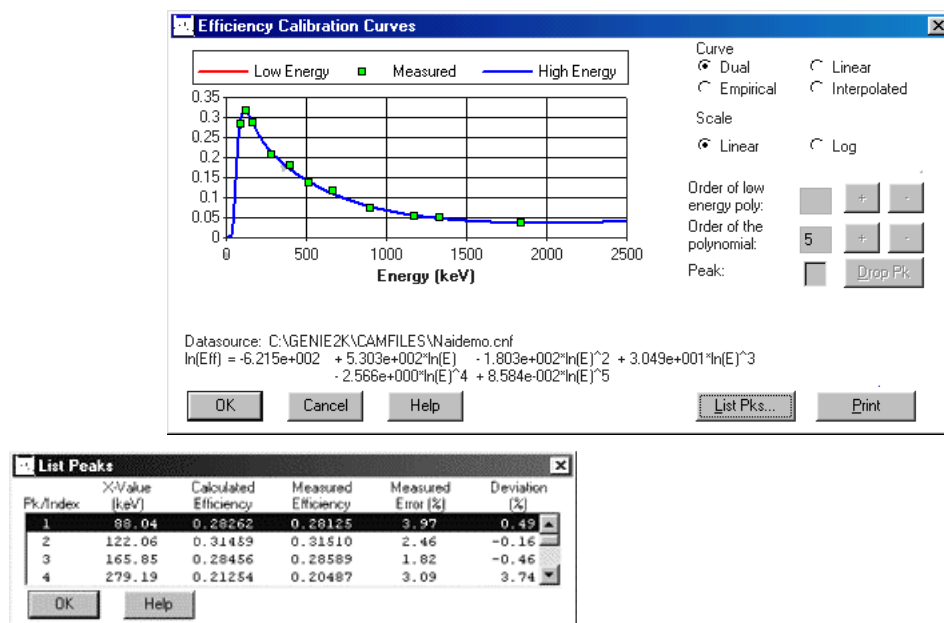 Efficiency Calibration Curves
Low Energy Measured High Energy
0.35
0.3
0.25
0.2
0.15
0.1
0.05
0
0 500 1000 1500 2000 2500
Energy (keV)
Curve
Dual Linear
Empirical Interpolated
Scale
Linear Log
Order of low
energy poly: + -
Order of the
polynomial: 5 + -
Peak: Drop Pk
Datasource: C:\GENIE2K\CAMFILES\Naidemo.cnf
ln(Eff) = -6.215e+002 + 5.303e+002*ln(E) - 1.803e+002*ln(E)^2 + 3.049e+001*ln(E)^3
- 2.566e+000*ln(E)^4 + 8.584e-002*ln(E)^5
OK Cancel Help List Pks... Print
List Peaks
X-Value Calculated Measured Measured Deviation
Pk/Index (keV) Efficiency Efficiency Error (%) (%)
1 88.04 0.28262 0.28125 3.97 0.49
2 122.06 0.31459 0.31510 2.46 -0.16
3 165.85 0.28456 0.28589 1.82 -0.46
4 279.19 0.21254 0.20487 3.09 3.74
OK Help